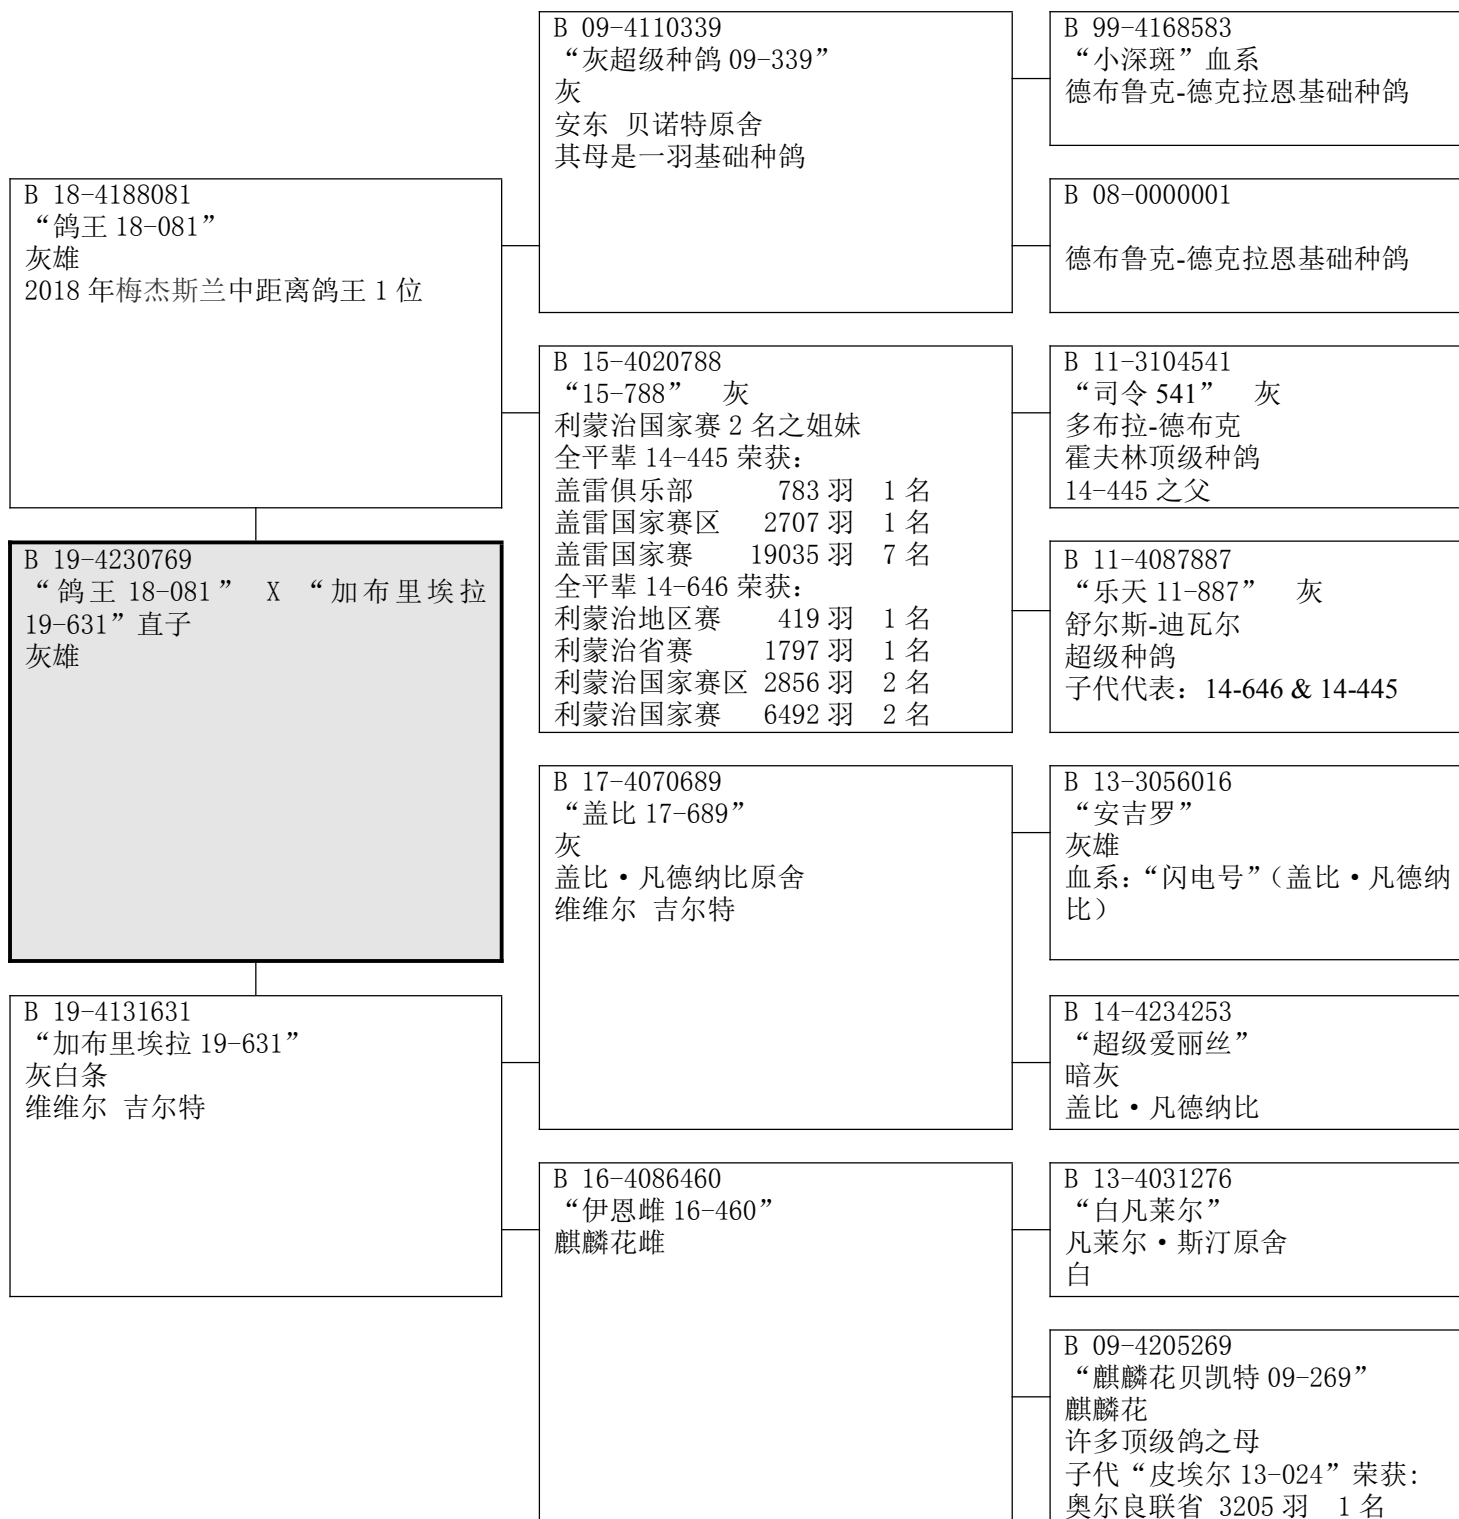 B 09-4110339
“灰超级种鸽 09-339”
灰
安东 贝诺特原舍
其母是一羽基础种鸽
B 99-4168583
“小深斑”血系
德布鲁克-德克拉恩基础种鸽
B 18-4188081
“鸽王 18-081”
灰雄
2018 年梅杰斯兰中距离鸽王 1 位
B 08-0000001
德布鲁克-德克拉恩基础种鸽
B 15-4020788
“15-788” 灰
利蒙治国家赛 2 名之姐妹
全平辈 14-445 荣获：
盖雷俱乐部 783 羽 1 名
盖雷国家赛区 2707 羽 1 名
盖雷国家赛 19035 羽 7 名
全平辈 14-646 荣获：
利蒙治地区赛 419 羽 1 名
利蒙治省赛 1797 羽 1 名
利蒙治国家赛区 2856 羽 2 名
利蒙治国家赛 6492 羽 2 名
B 11-3104541
“司令 541” 灰
多布拉-德布克
霍夫林顶级种鸽
14-445 之父
B 19-4230769
“鸽王 18-081” X “加布里埃拉
19-631”直子
灰雄
B 11-4087887
“乐天 11-887” 灰
舒尔斯-迪瓦尔
超级种鸽
子代代表：14-646 & 14-445
B 17-4070689
“盖比 17-689”
灰
盖比·凡德纳比原舍
维维尔 吉尔特
B 13-3056016
“安吉罗”
灰雄
血系：“闪电号”（盖比·凡德纳
比）
B 19-4131631
“加布里埃拉 19-631”
灰白条
维维尔 吉尔特
B 14-4234253
“超级爱丽丝”
暗灰
盖比·凡德纳比
B 16-4086460
“伊恩雌 16-460”
麒麟花雌
B 13-4031276
“白凡莱尔”
凡莱尔·斯汀原舍
白
B 09-4205269
“麒麟花贝凯特 09-269”
麒麟花
许多顶级鸽之母
子代“皮埃尔 13-024”荣获：
奥尔良联省 3205 羽 1 名